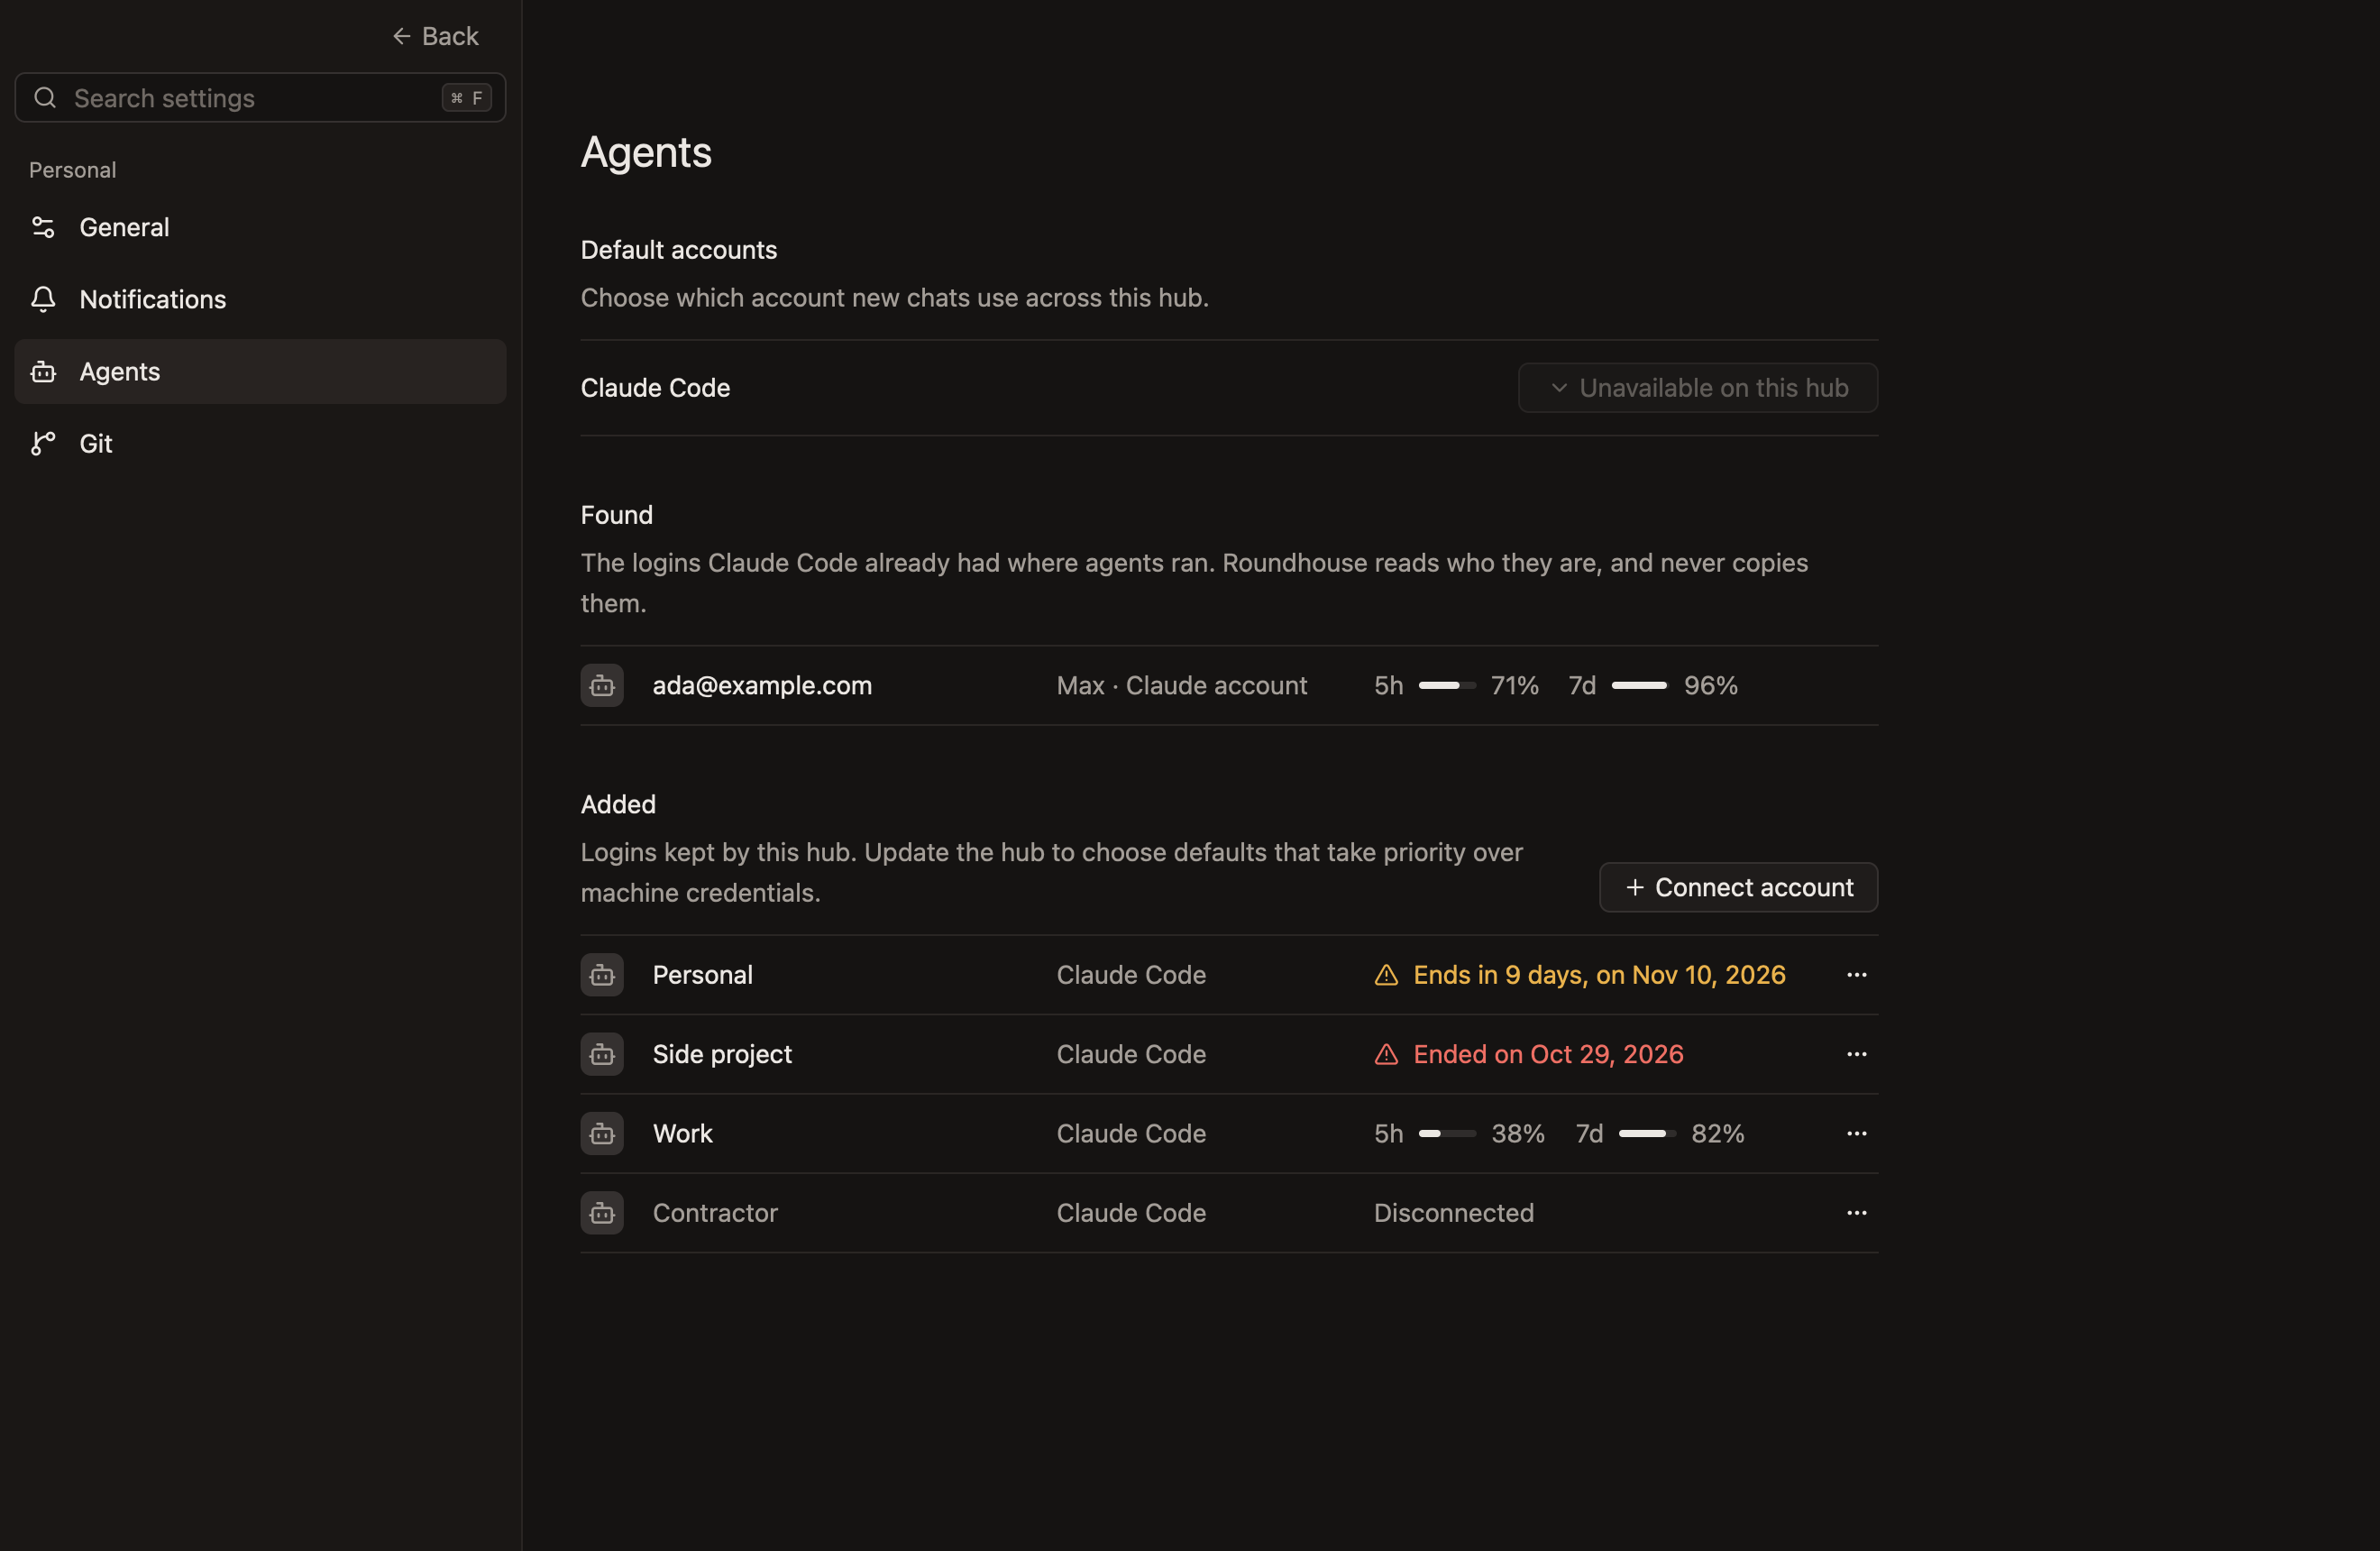 Back
Search settings
⌘ F
Personal
General
Notifications
Agents
Git
Agents
Default accounts
Choose which account new chats use across this hub.
Claude Code
Unavailable on this hub
Found
The logins Claude Code already had where agents ran. Roundhouse reads who they are, and never copies
them.
ada@example.com Max · Claude account 5h 71% 7d 96%
Added
Logins kept by this hub. Update the hub to choose defaults that take priority over
machine credentials.
Connect account
Personal Claude Code Ends in 9 days, on Nov 10, 2026
Side project Claude Code Ended on Oct 29, 2026
Work Claude Code 5h 38% 7d 82%
Contractor Claude Code Disconnected